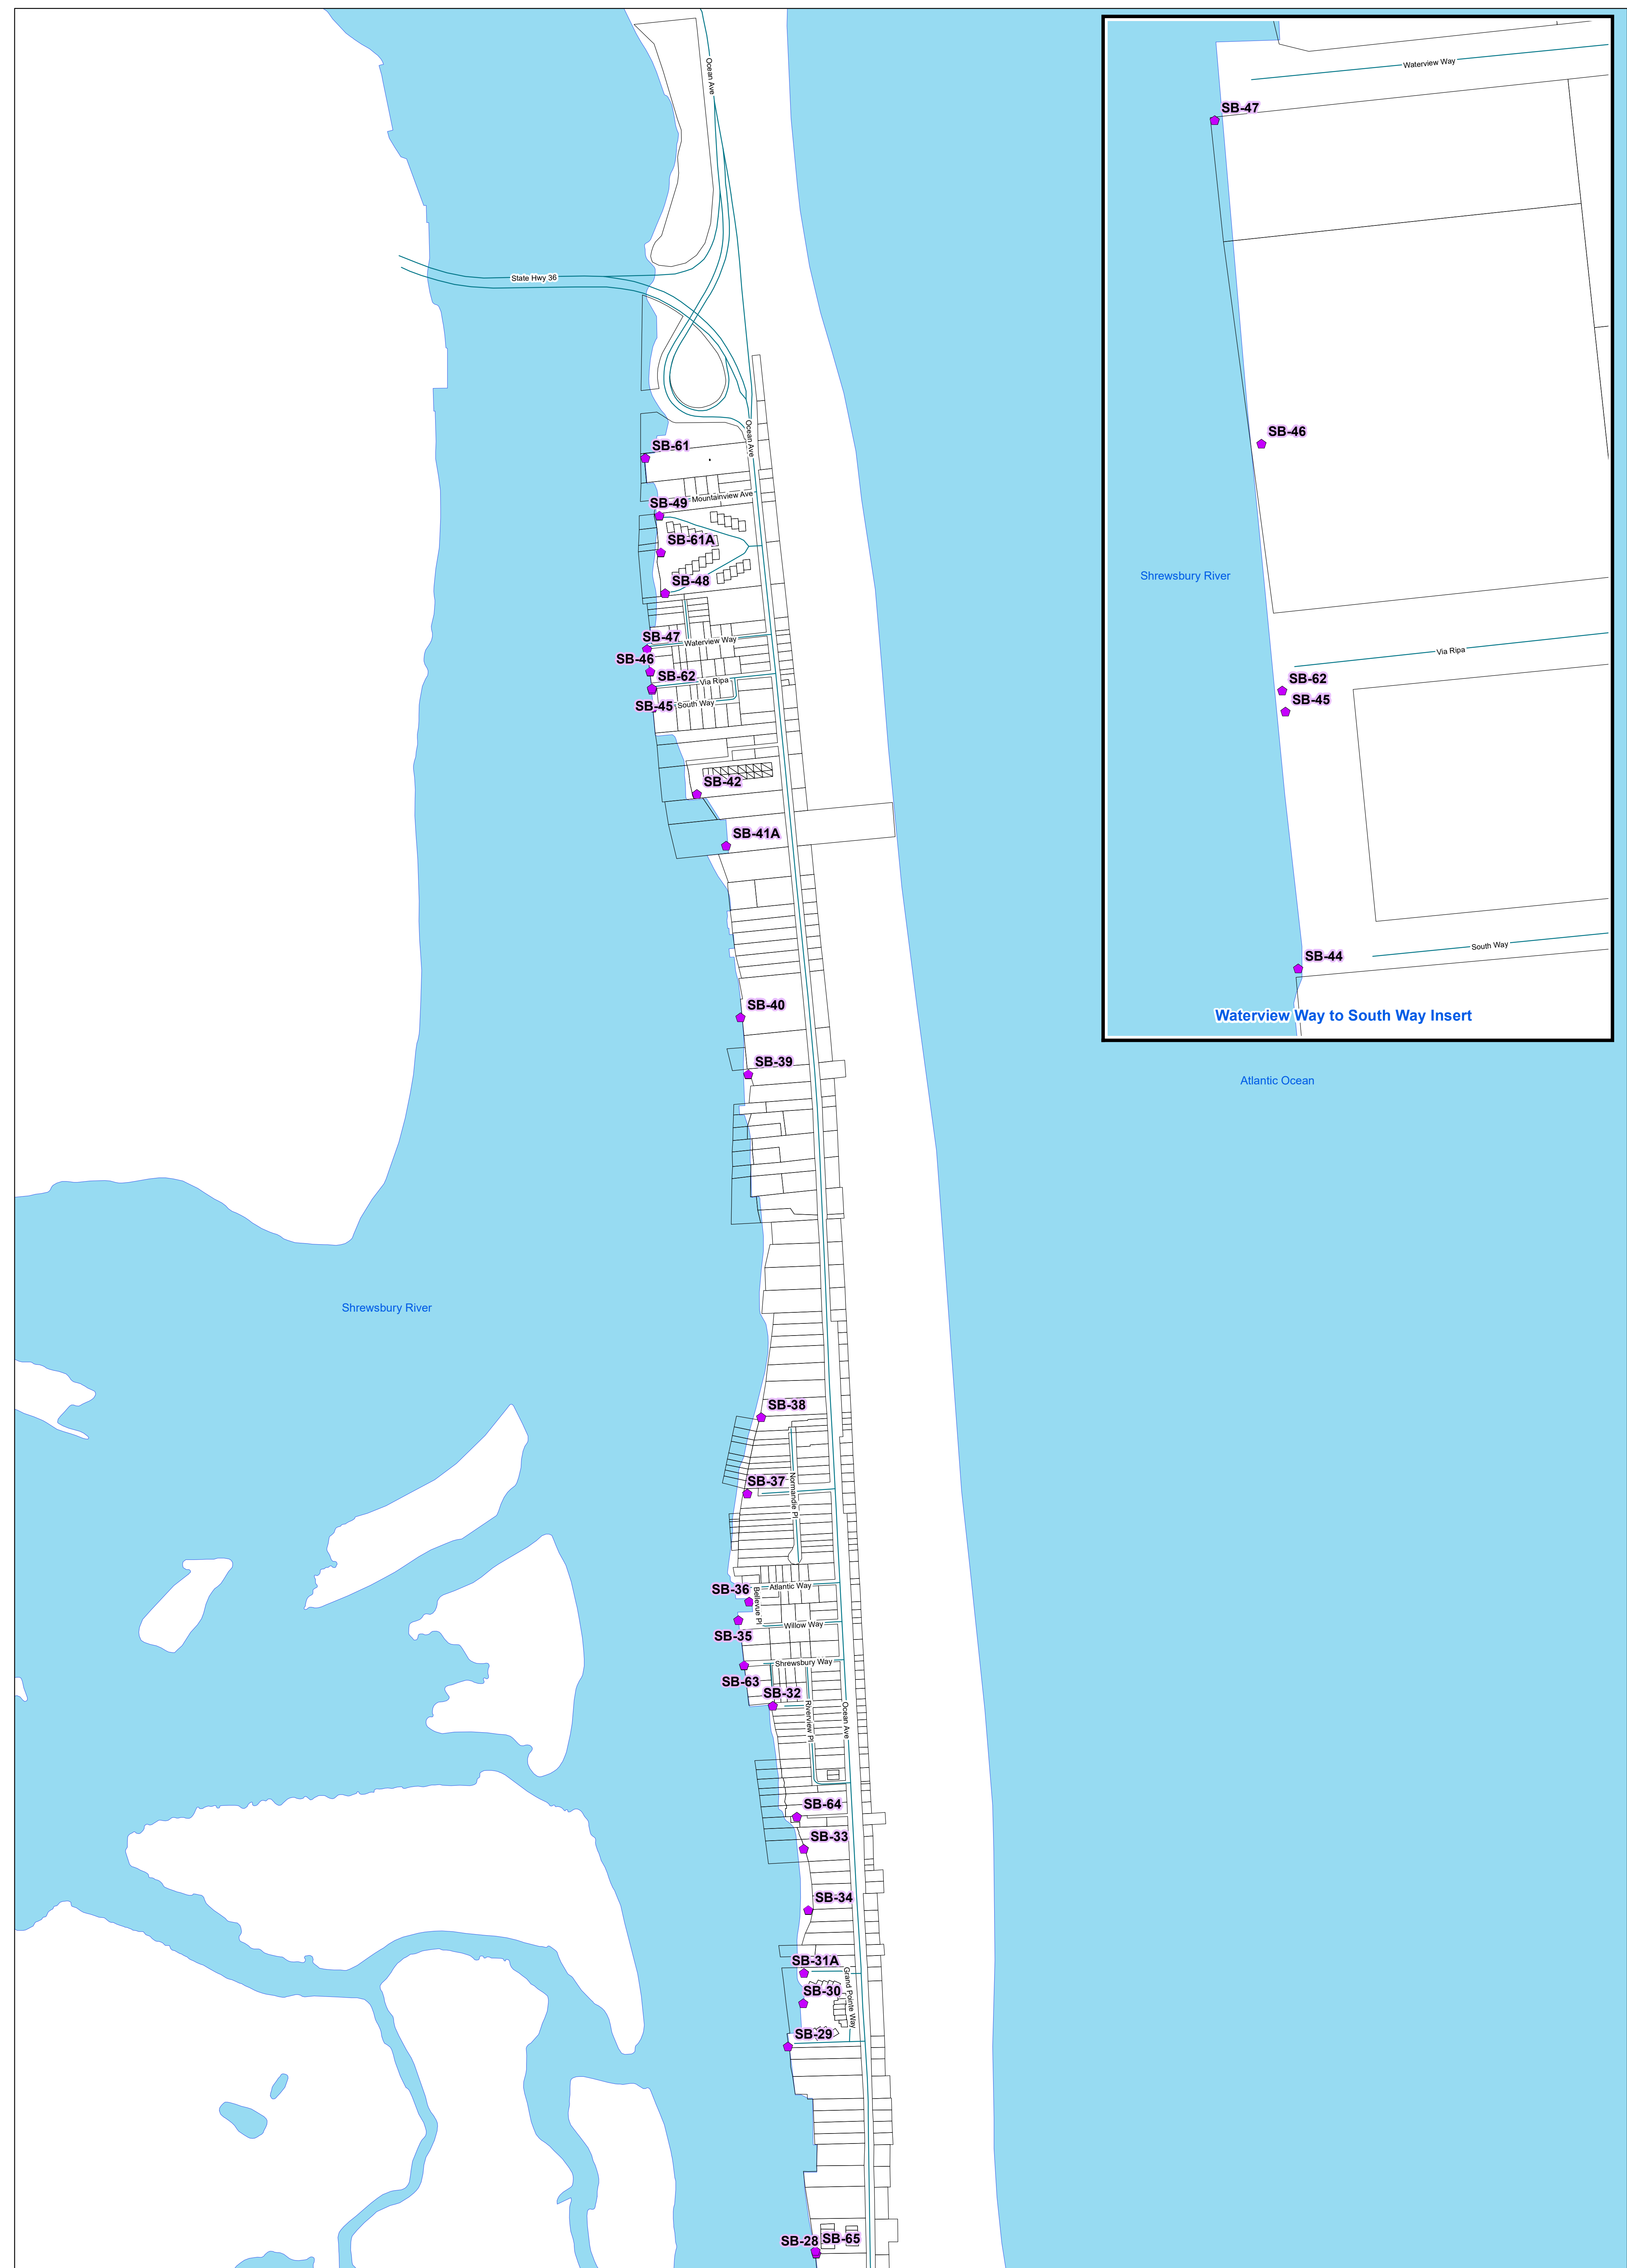 Ocean Ave
Waterview Way
SB-47
State Hwy 36
SB-46
Ocean Ave
SB-61
Mountainview Ave
SB-49
SB-61A
Shrewsbury River
SB-48
SB-47
Waterview Way
Via Ripa
SB-46
SB-62
Via Ripa
SB-62
SB-45
South Way
SB-45
SB-42
SB-41A
South Way
SB-44
SB-40
Waterview Way to South Way Insert
SB-39
Atlantic Ocean
Shrewsbury River
SB-38
SB-37
Normandie Pl
SB-36
Atlantic Way
Bellevue Pl
Willow Way
SB-35
Shrewsbury Way
SB-63
SB-32
Riverview Pl
Ocean Ave
SB-64
SB-33
SB-34
SB-31A
SB-30
Grand Pointe Way
SB-29
SB-28
SB-65